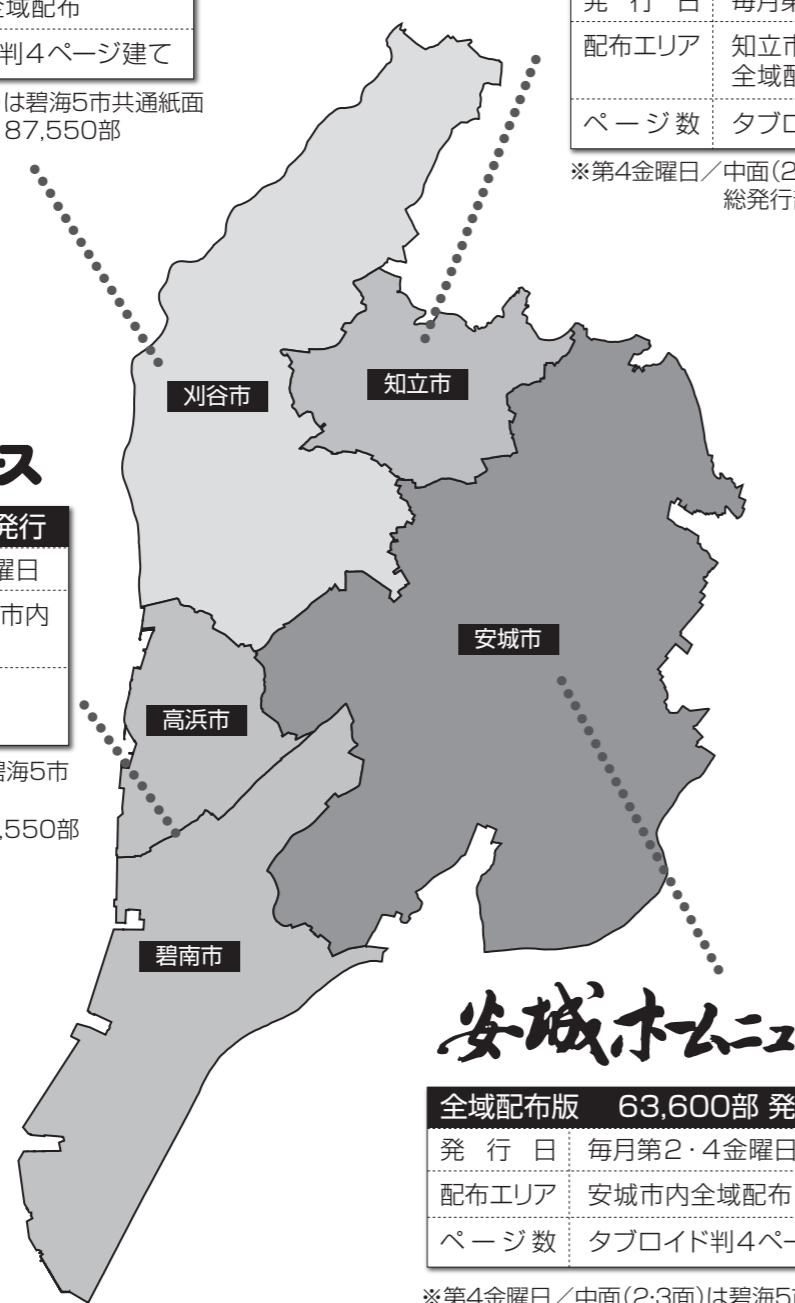 全域配布
判4ページ建て
は碧海5市共通紙面
87,550部
発行日 毎月第
配布エリア 知立市
全域配
ページ数 タブロ
※第4金曜日／中面(2
総発行部
刈谷市
知立市
ース
発行
曜日
市内
安城市
高浜市
碧海5市
,550部
碧南市
安城ホームニュ
全域配布版 63,600部 発
発行日 毎月第2・4金曜日
配布エリア 安城市内全域配布
ページ数 タブロイド判4ペー
※第4金曜日／中面(2・3面)は碧海5市